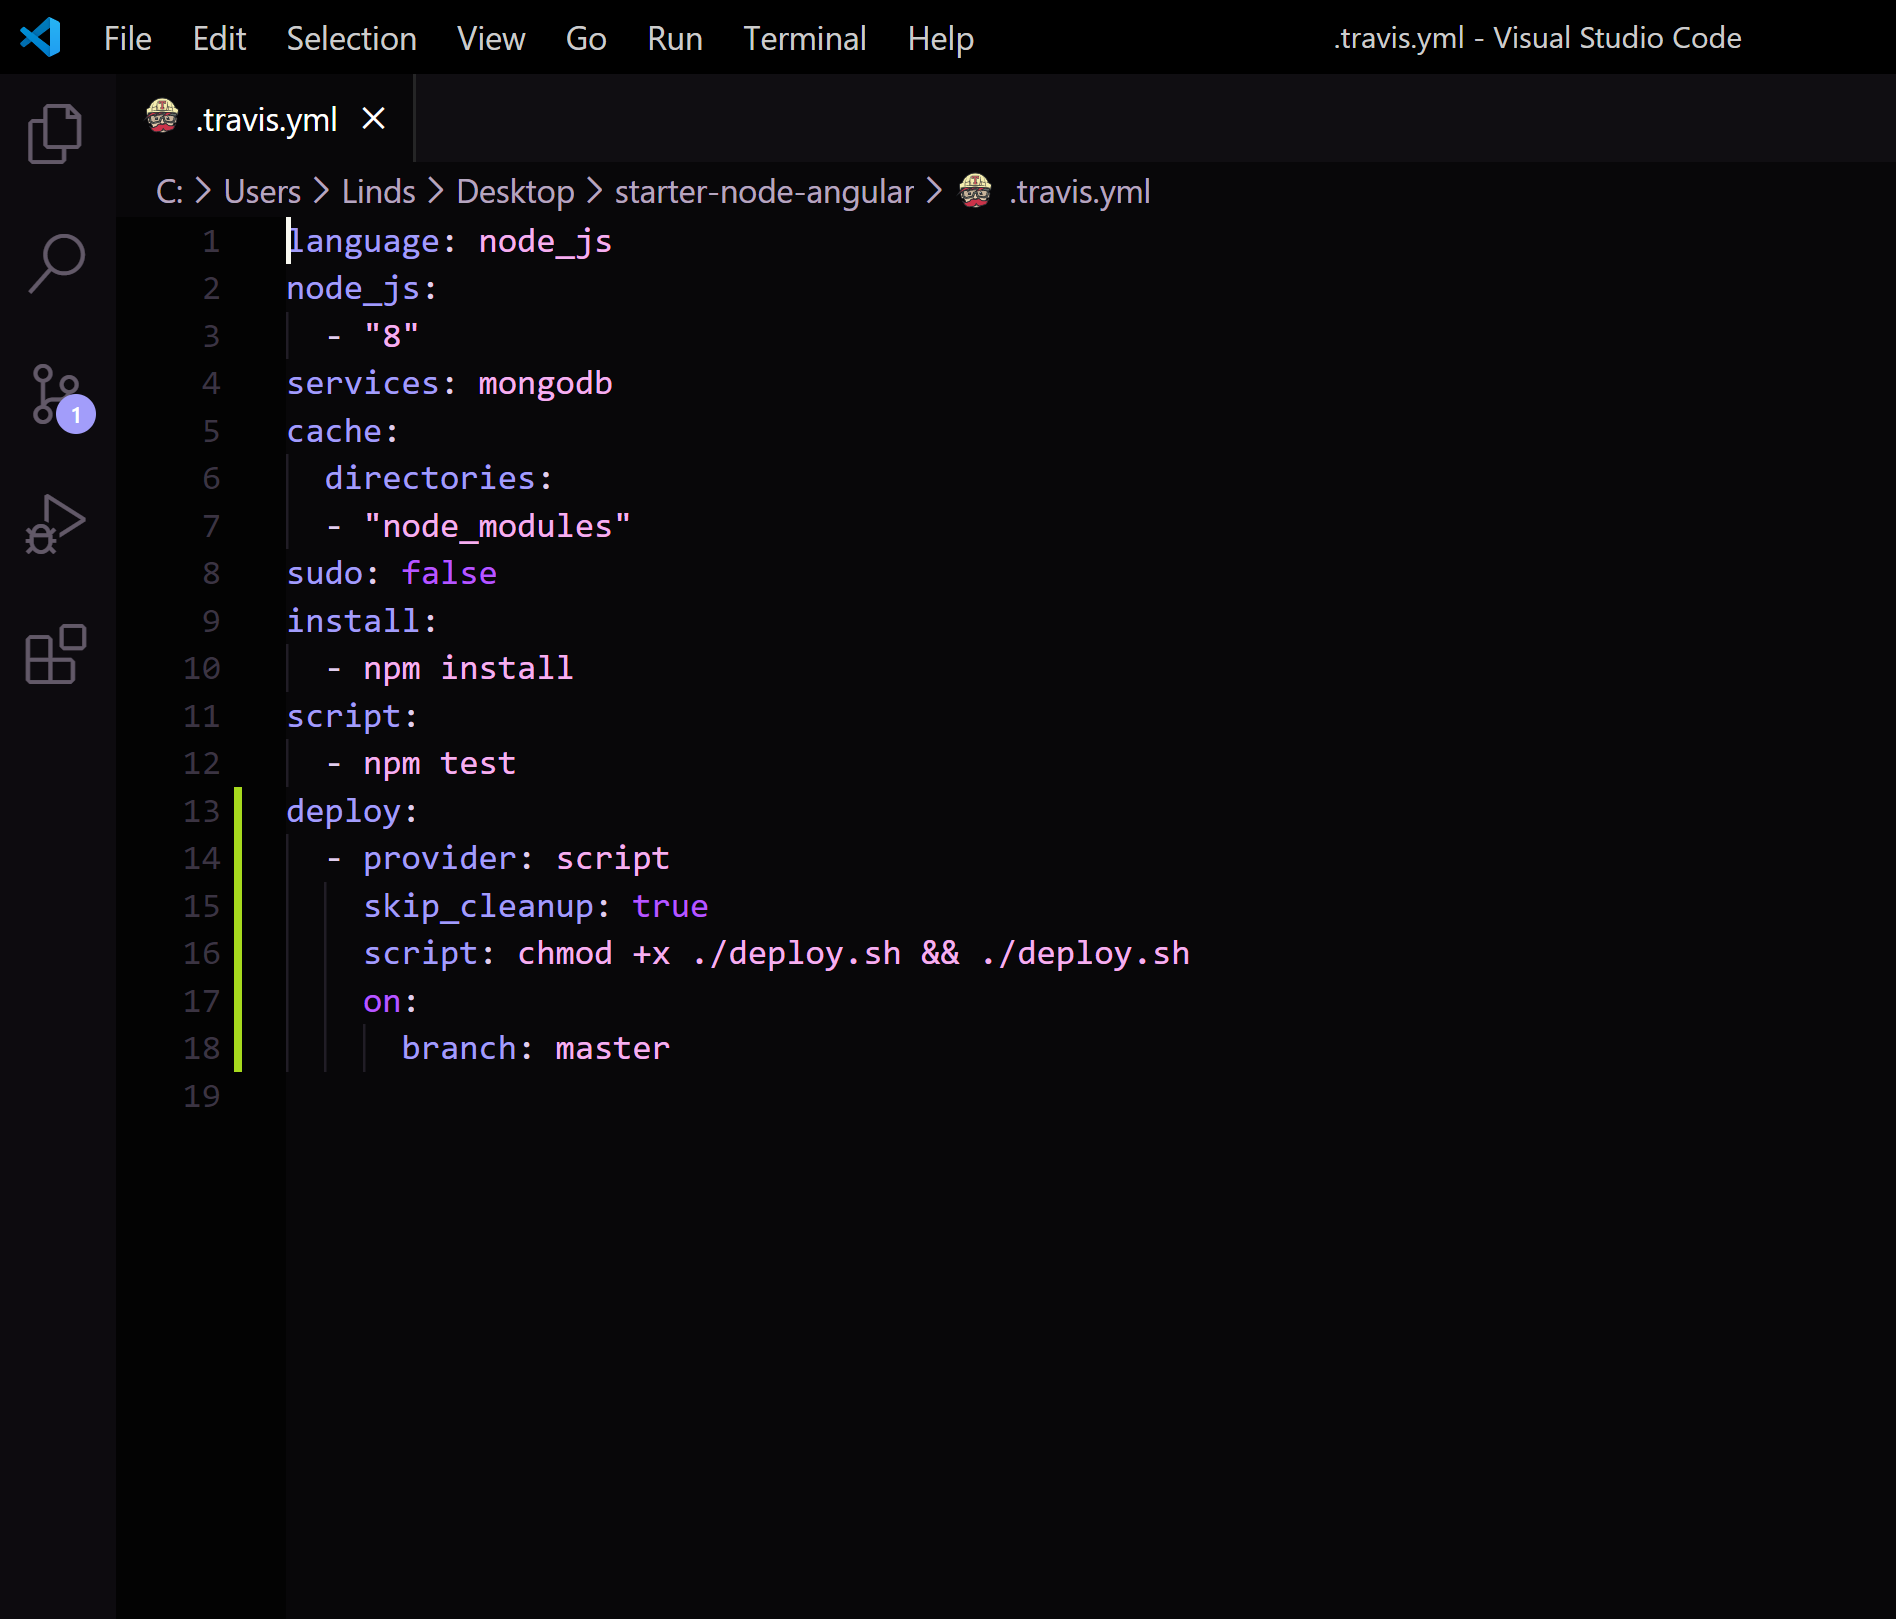 File Edit Selection View Go Run Terminal Help .travis.yml - Visual Studio Code
.travis.yml
C: > Users > Linds > Desktop > starter-node-angular > .travis.yml
1 language: node_js
2 node_js:
3   - "8"
4 services: mongodb
5 cache:
6   directories:
7   - "node_modules"
8 sudo: false
9 install:
10   - npm install
11 script:
12   - npm test
13 deploy:
14   - provider: script
15     skip_cleanup: true
16     script: chmod +x ./deploy.sh && ./deploy.sh
17     on:
18       branch: master
19
1